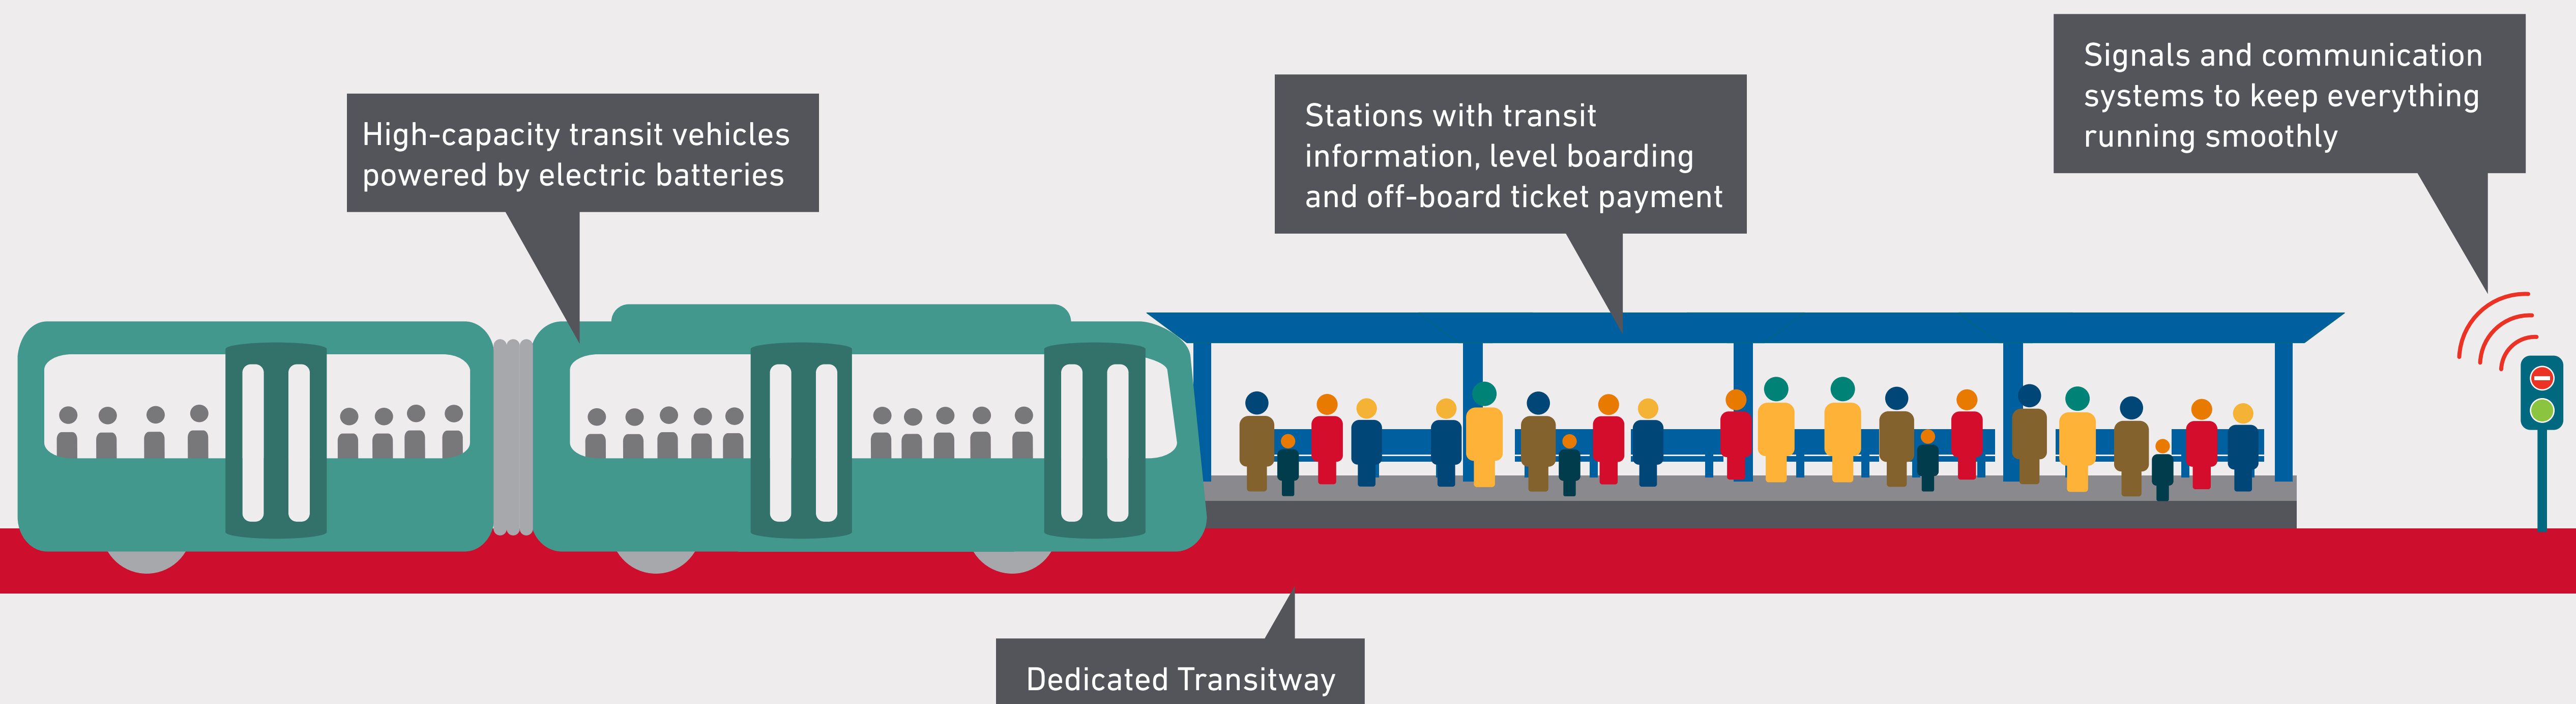 High-capacity transit vehicles
powered by electric batteries
Stations with transit
information, level boarding
and off-board ticket payment
Signals and communication
systems to keep everything
running smoothly
Dedicated Transitway